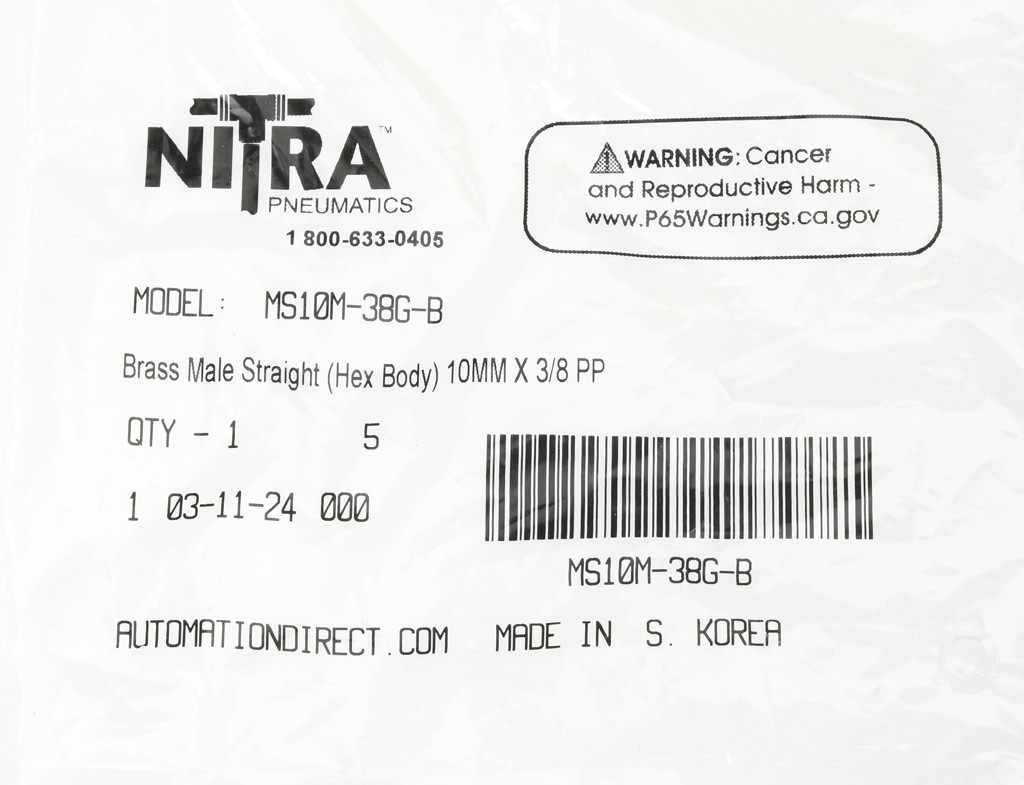 NITRA™
PNEUMATICS
1 800-633-0405
WARNING: Cancer
and Reproductive Harm -
www.P65Warnings.ca.gov
MODEL: MS10M-38G-B
Brass Male Straight (Hex Body) 10MM X 3/8 PP
QTY - 1 5
1 03-11-24 000
MS10M-38G-B
AUTOMATIONDIRECT.COM MADE IN S. KOREA